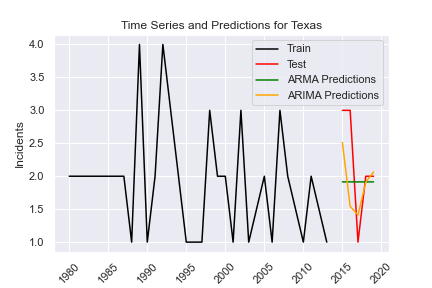 Time Series and Predictions for Texas
4.0
3.5
3.0
2.5
2.0
1.5
1.0
Incidents
Train
Test
ARMA Predictions
ARIMA Predictions
1980
1985
1990
1995
2000
2005
2010
2015
2020